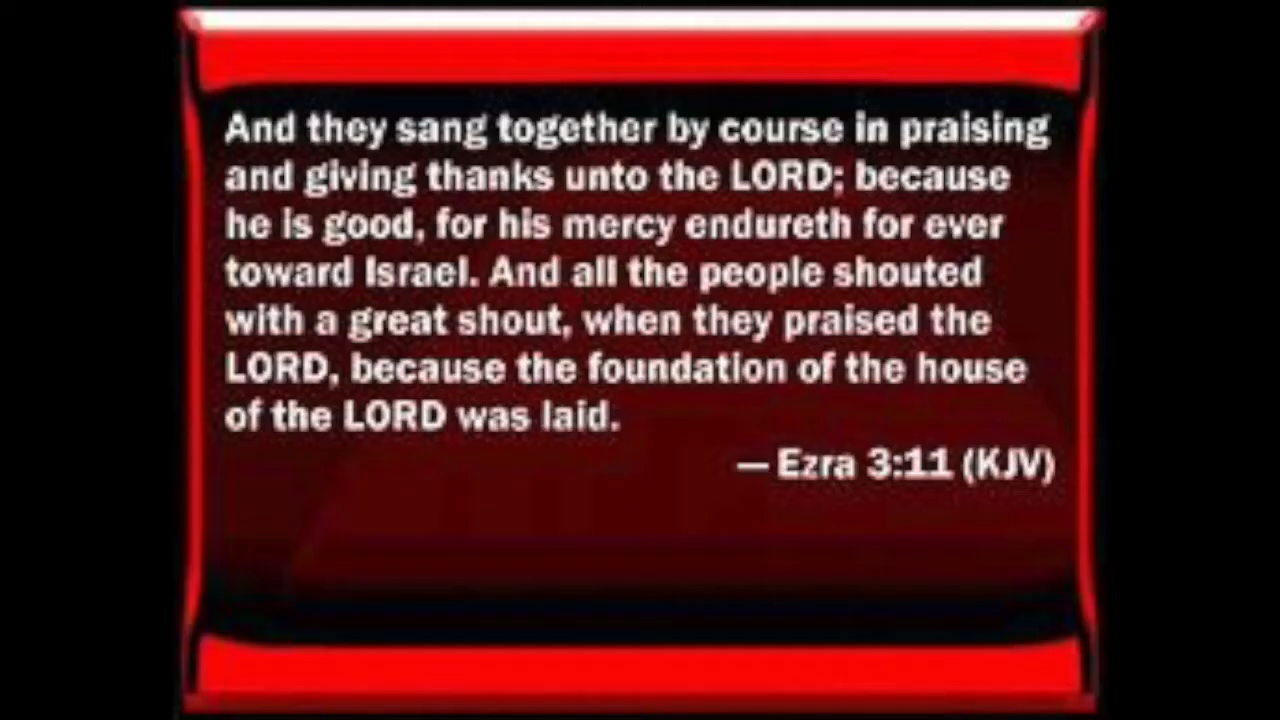 And they sang together by course in praising
and giving thanks unto the LORD; because
he is good, for his mercy endureth for ever
toward Israel. And all the people shouted
with a great shout, when they praised the
LORD, because the foundation of the house
of the LORD was laid.
— Ezra 3:11 (KJV)